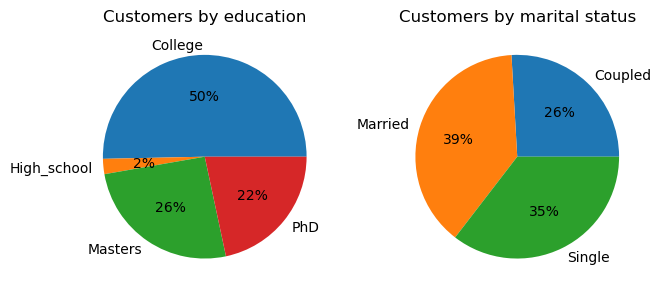 Customers by education
College
50%
High_school
2%
Masters
26%
22%
PhD
Customers by marital status
Coupled
26%
Married
39%
35%
Single